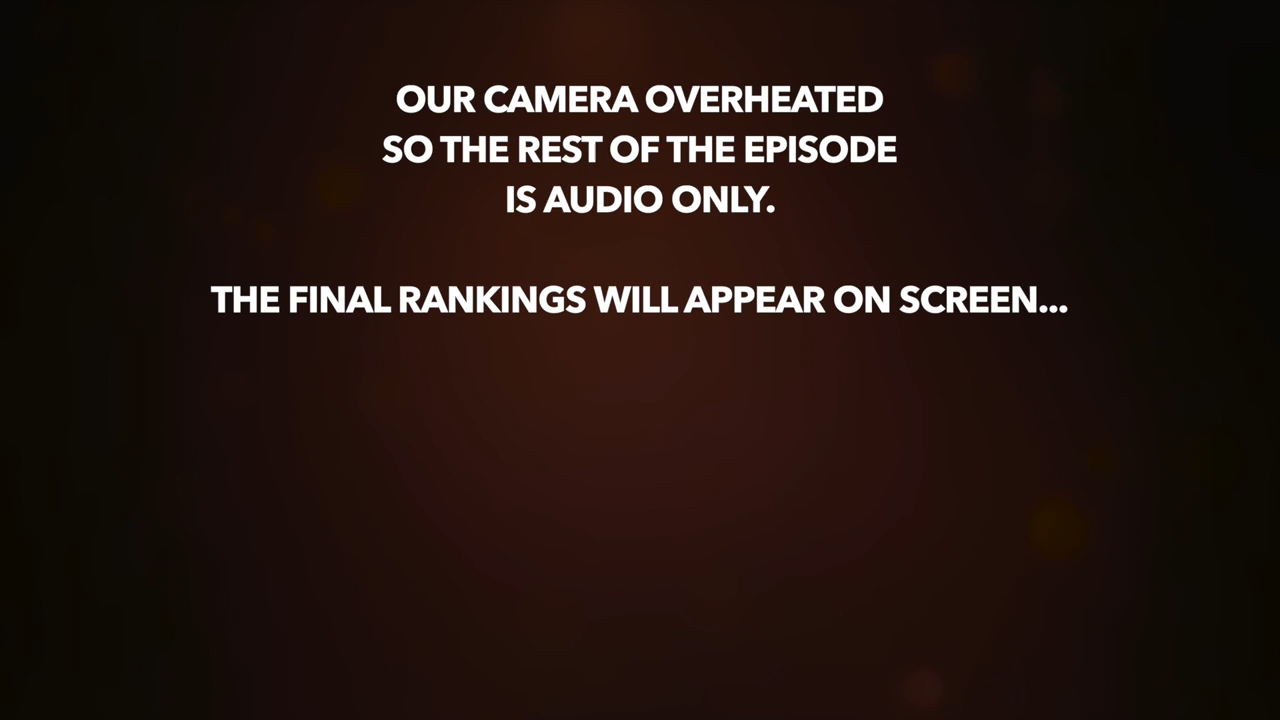 OUR CAMERA OVERHEATED
SO THE REST OF THE EPISODE
IS AUDIO ONLY.
THE FINAL RANKINGS WILL APPEAR ON SCREEN...